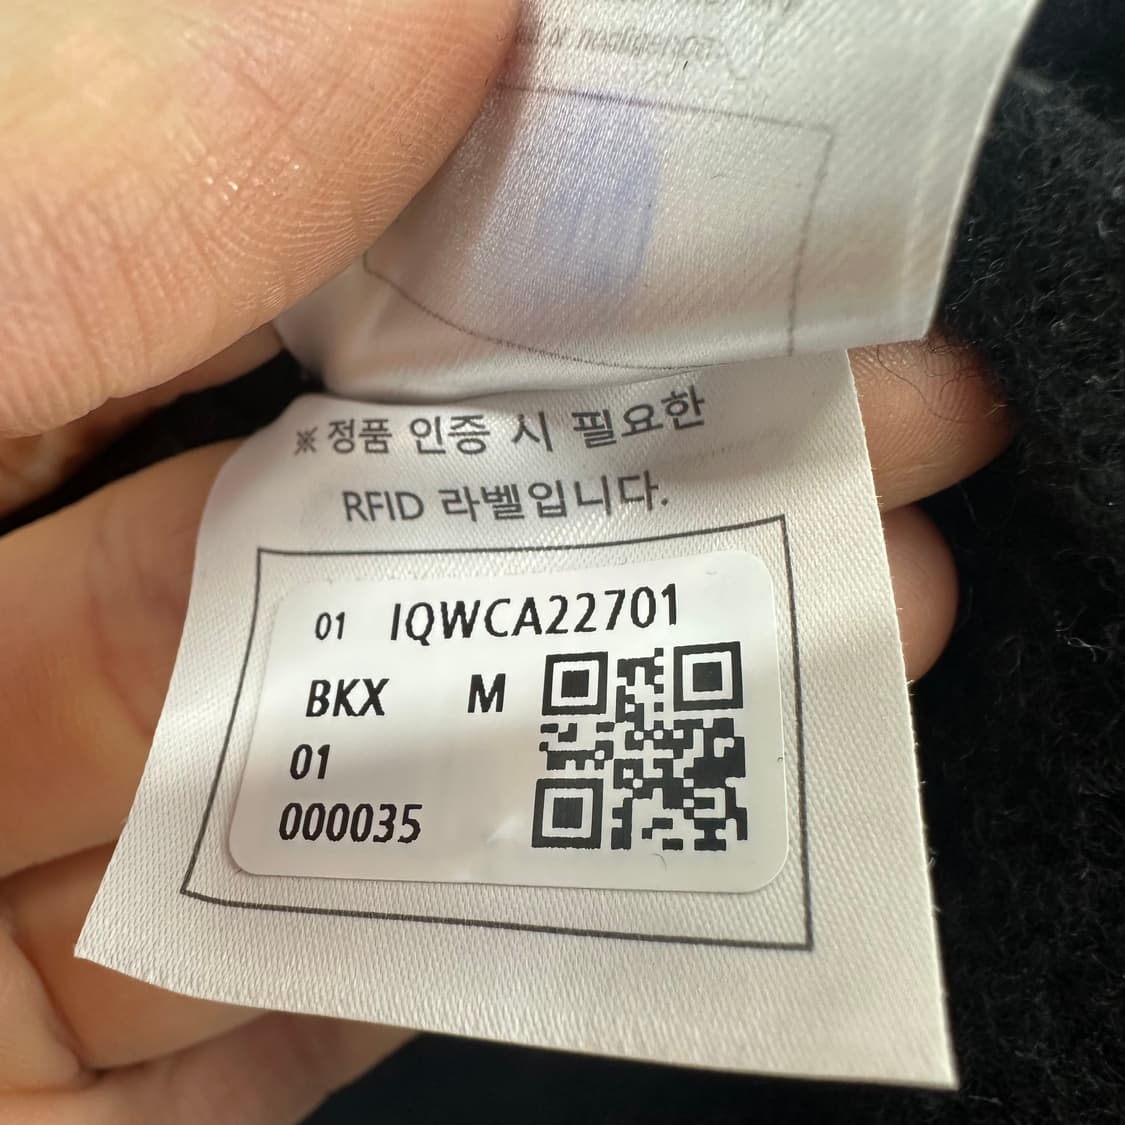 ※ 정품 인증 시 필요한
RFID 라벨입니다.
01 IQWCA22701
BKX M
01
000035